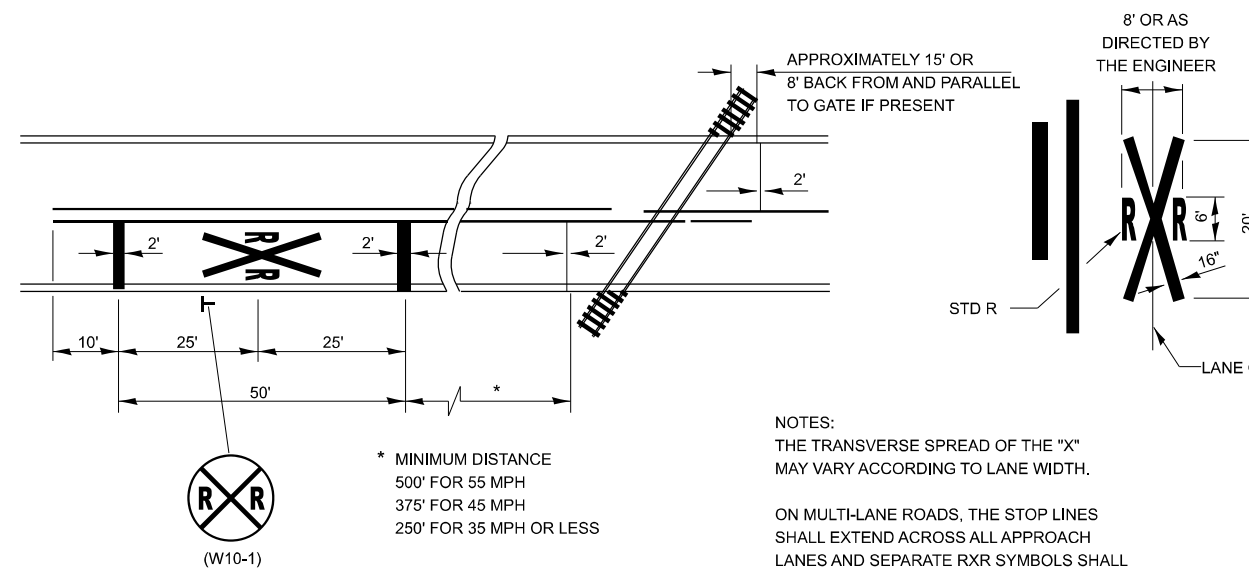 8' OR AS
DIRECTED BY
THE ENGINEER
APPROXIMATELY 15' OR
8' BACK FROM AND PARALLEL
TO GATE IF PRESENT
2'
2'
R
R
2'
2'
R
R
6'
20'
16"
STD R
LANE
10'
25'
25'
50'
*
R R
(W10-1)
* MINIMUM DISTANCE
500' FOR 55 MPH
375' FOR 45 MPH
250' FOR 35 MPH OR LESS
NOTES:
THE TRANSVERSE SPREAD OF THE "X"
MAY VARY ACCORDING TO LANE WIDTH.
ON MULTI-LANE ROADS, THE STOP LINES
SHALL EXTEND ACROSS ALL APPROACH
LANES AND SEPARATE RXR SYMBOLS SHALL